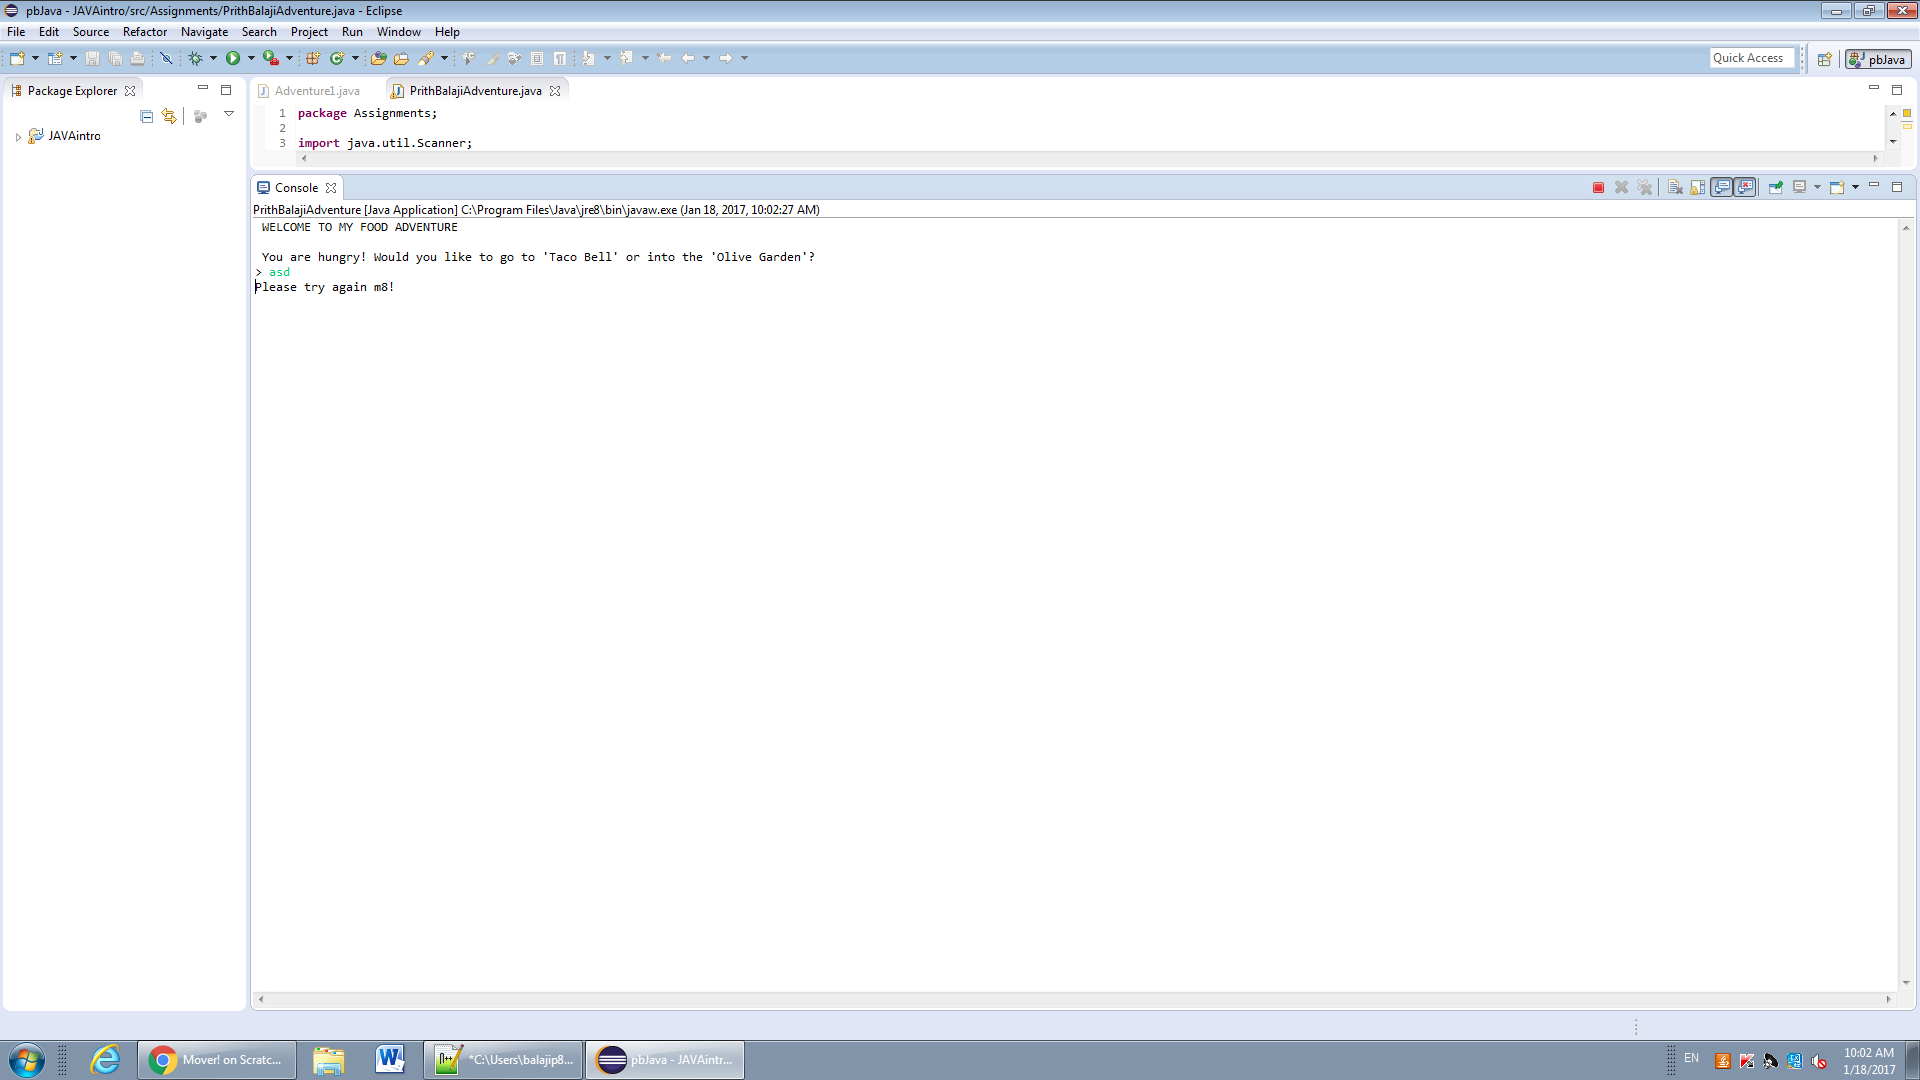 pbJava - JAVAintro/src/Assignments/PrithBalajiAdventure.java - Eclipse
File Edit Source Refactor Navigate Search Project Run Window Help
Quick Access
pbJava
Package Explorer
JAVAintro
Adventure1.java
PrithBalajiAdventure.java
1 package Assignments;
2
3 import java.util.Scanner;
Console
PrithBalajiAdventure [Java Application] C:\Program Files\Java\jre8\bin\javaw.exe (Jan 18, 2017, 10:02:27 AM)
WELCOME TO MY FOOD ADVENTURE
You are hungry! Would you like to go to 'Taco Bell' or into the 'Olive Garden'?
> asd
Please try again m8!
Mover! on Scratc...
*C:\Users\balajip8...
pbJava - JAVAintr...
EN
10:02 AM
1/18/2017